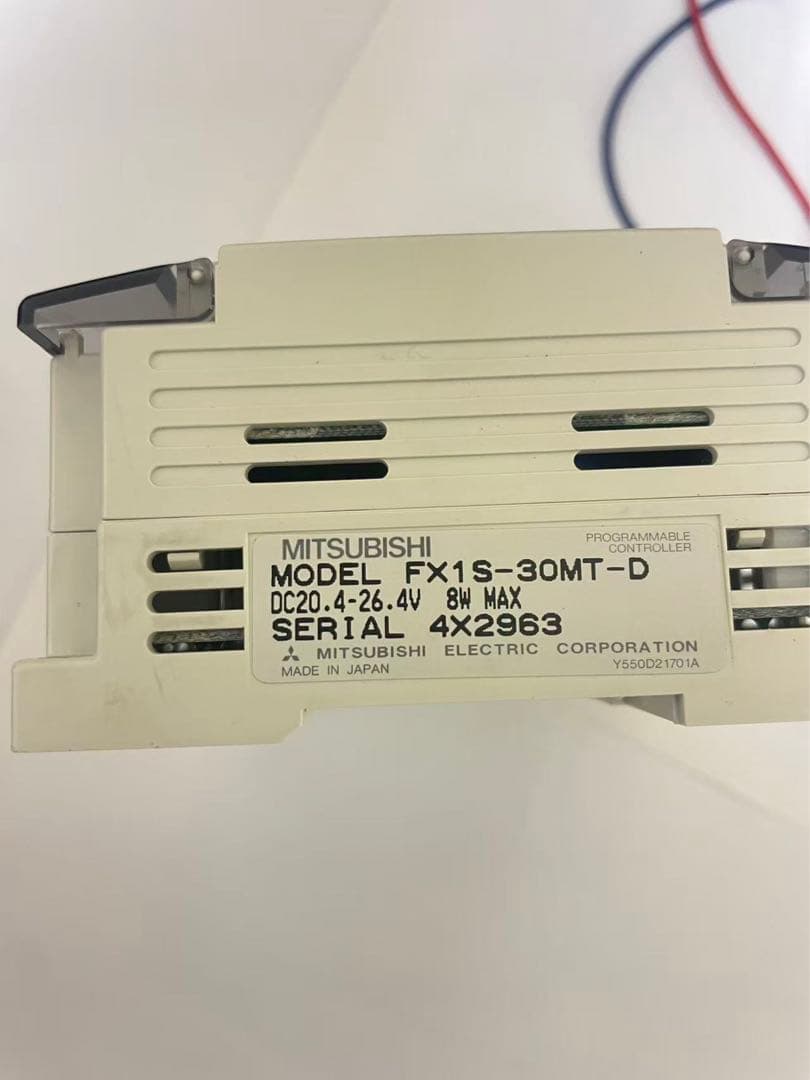 MITSUBISHI
PROGRAMMABLE
CONTROLLER
MODEL FX1S-30MT-D
DC20.4-26.4V 8W MAX
SERIAL 4X2963
MITSUBISHI ELECTRIC CORPORATION
MADE IN JAPAN
Y550D21701A